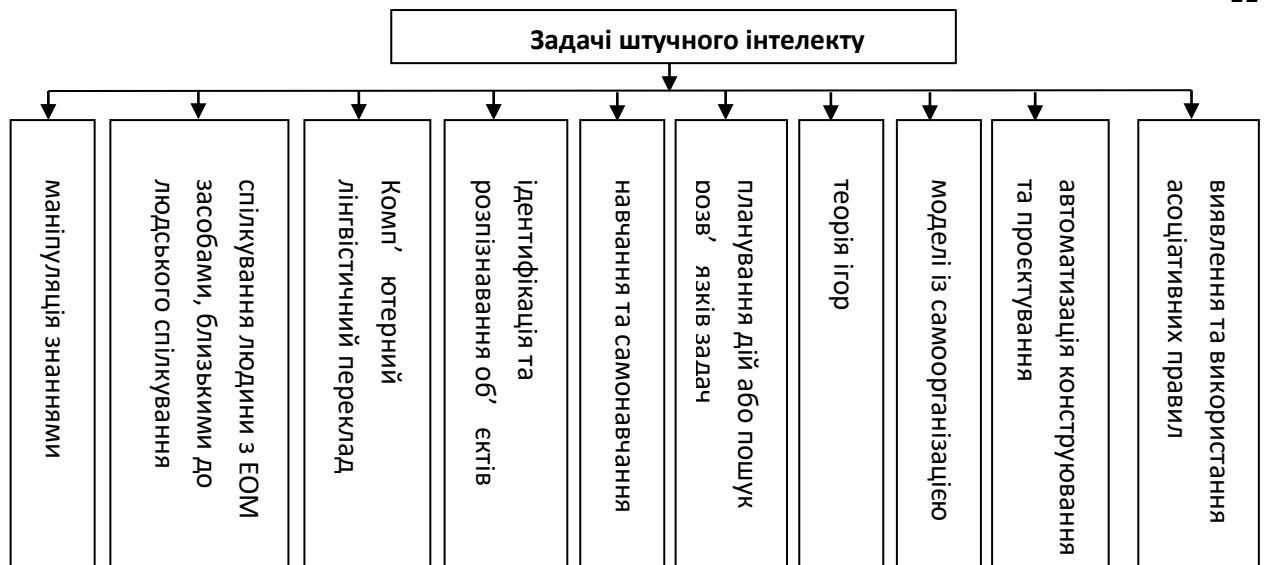 Задачі штучного інтелекту
маніпуляція знаннями
спілкування людини з ЕОМ
засобами, близькими до
людського спілкування
Комп’ ютерний
лінгвістичний переклад
ідентифікація та
розпізнавання об’ єктів
навчання та самонавчання
планування дій або пошук
розв’ язків задач
теорія ігор
моделі із самоорганізацією
автоматизація конструювання
та проєктування
виявлення та використання
асоціативних правил